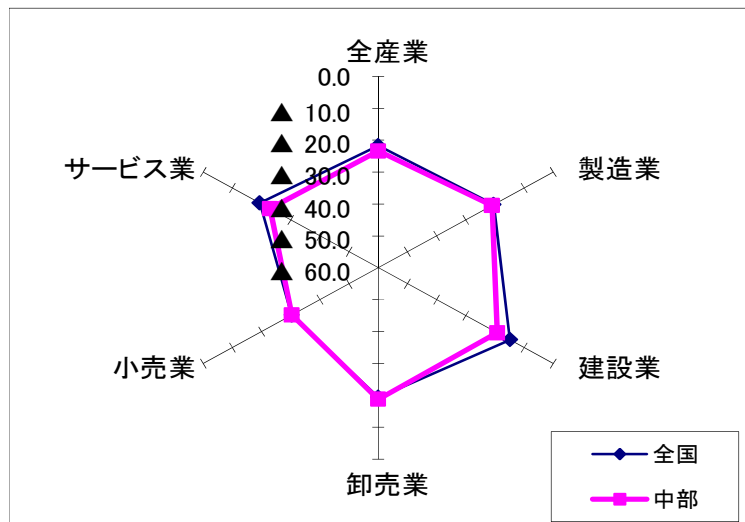 全産業
0.0
▲ 10.0
▲ 20.0
▲ 30.0
▲ 40.0
▲ 50.0
▲ 60.0
サービス業
製造業
小売業
建設業
卸売業
全国
中部